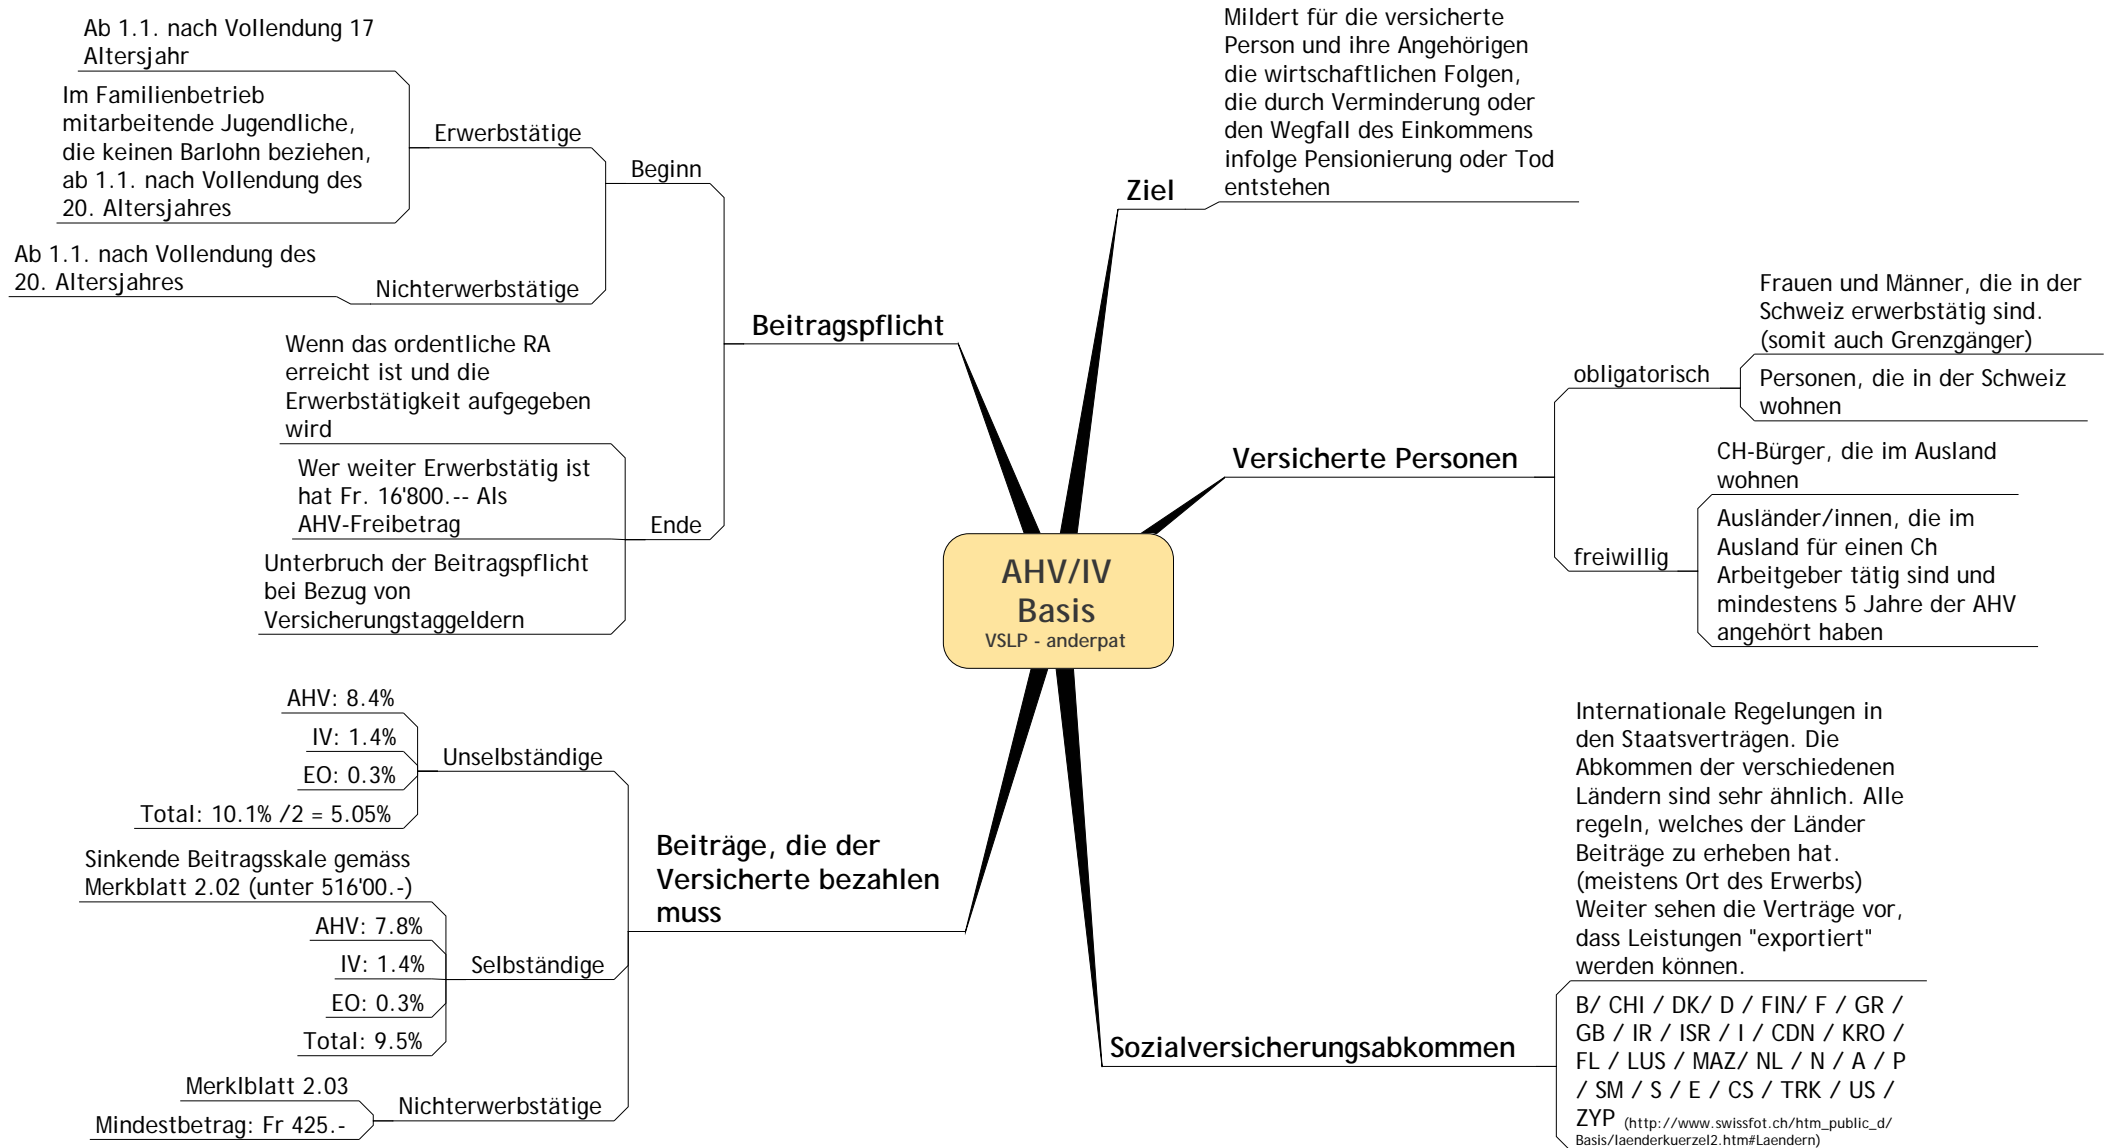 AHV/IV
Basis
VSLP - anderpat
Ziel
Mildert für die versicherte
Person und ihre Angehörigen
die wirtschaftlichen Folgen,
die durch Verminderung oder
den Wegfall des Einkommens
infolge Pensionierung oder Tod
entstehen
Versicherte Personen
obligatorisch
Frauen und Männer, die in der
Schweiz erwerbstätig sind.
(somit auch Grenzgänger)
Personen, die in der Schweiz
wohnen
freiwillig
CH-Bürger, die im Ausland
wohnen
Ausländer/innen, die im
Ausland für einen Ch
Arbeitgeber tätig sind und
mindestens 5 Jahre der AHV
angehört haben
Sozialversicherungsabkommen
Internationale Regelungen in
den Staatsverträgen. Die
Abkommen der verschiedenen
Ländern sind sehr ähnlich. Alle
regeln, welches der Länder
Beiträge zu erheben hat.
(meistens Ort des Erwerbs)
Weiter sehen die Verträge vor,
dass Leistungen "exportiert"
werden können.
B/ CHI / DK/ D / FIN/ F / GR /
GB / IR / ISR / I / CDN / KRO /
FL / LUS / MAZ/ NL / N / A / P
/ SM / S / E / CS / TRK / US /
ZYP (http://www.swissfot.ch/htm_public_d/
Basis/laenderkuerzel2.htm#Laendern)
Beitragspflicht
Beginn
Erwerbstätige
Ab 1.1. nach Vollendung 17
Altersjahr
Im Familienbetrieb
mitarbeitende Jugendliche,
die keinen Barlohn beziehen,
ab 1.1. nach Vollendung des
20. Altersjahres
Nichterwerbstätige
Ab 1.1. nach Vollendung des
20. Altersjahres
Ende
Wenn das ordentliche RA
erreicht ist und die
Erwerbstätigkeit aufgegeben
wird
Wer weiter Erwerbstätig ist
hat Fr. 16'800.-- Als
AHV-Freibetrag
Unterbruch der Beitragspflicht
bei Bezug von
Versicherungstaggeldern
Beiträge, die der
Versicherte bezahlen
muss
Unselbständige
AHV: 8.4%
IV: 1.4%
EO: 0.3%
Total: 10.1% /2 = 5.05%
Selbständige
Sinkende Beitragsskale gemäss
Merkblatt 2.02 (unter 516'00.-)
AHV: 7.8%
IV: 1.4%
EO: 0.3%
Total: 9.5%
Nichterwerbstätige
Merklblatt 2.03
Mindestbetrag: Fr 425.-